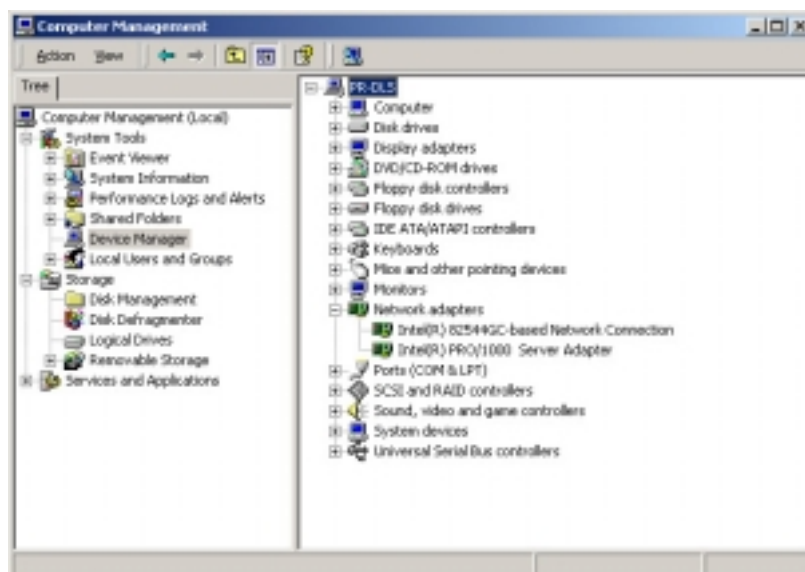 Computer Management
Action View
Tree
Computer Management (Local)
System Tools
Event Viewer
System Information
Performance Logs and Alerts
Shared Folders
Device Manager
Local Users and Groups
Storage
Disk Management
Disk Defragmenter
Logical Drives
Removable Storage
Services and Applications
PR-DLS
Computer
Disk drives
Display adapters
DVD/CD-ROM drives
Floppy disk controllers
Floppy disk drives
IDE ATA/ATAPI controllers
Keyboards
Mice and other pointing devices
Monitors
Network adapters
Intel(R) 82544GC-based Network Connection
Intel(R) PRO/1000 Server Adapter
Ports (COM & LPT)
SCSI and RAID controllers
Sound, video and game controllers
System devices
Universal Serial Bus controllers